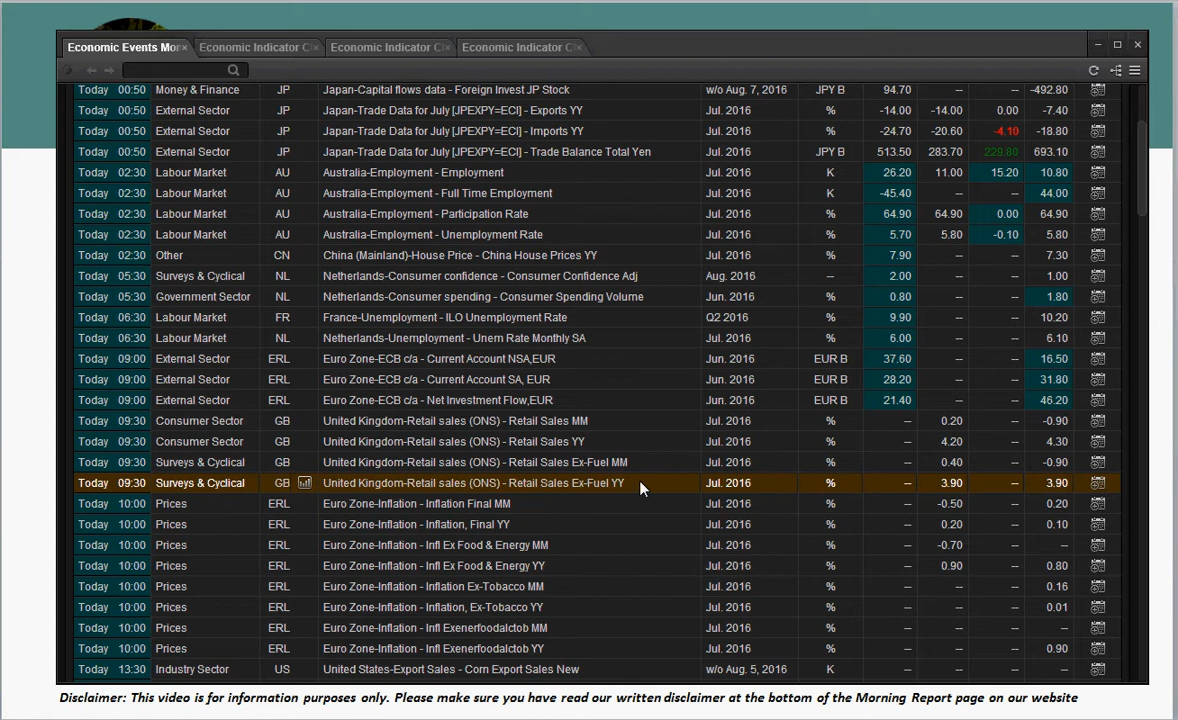 Economic Events Mon× Economic Indicator C× Economic Indicator C× Economic Indicator C×
Today 00:50 Money & Finance JP Japan-Capital flows data - Foreign Invest JP Stock w/o Aug. 7, 2016 JPY B 94.70 -- -- -492.80
Today 00:50 External Sector JP Japan-Trade Data for July [JPEXPY=ECI] - Exports YY Jul. 2016 % -14.00 -14.00 0.00 -7.40
Today 00:50 External Sector JP Japan-Trade Data for July [JPEXPY=ECI] - Imports YY Jul. 2016 % -24.70 -20.60 -4.10 -18.80
Today 00:50 External Sector JP Japan-Trade Data for July [JPEXPY=ECI] - Trade Balance Total Yen Jul. 2016 JPY B 513.50 283.70 229.80 693.10
Today 02:30 Labour Market AU Australia-Employment - Employment Jul. 2016 K 26.20 11.00 15.20 10.80
Today 02:30 Labour Market AU Australia-Employment - Full Time Employment Jul. 2016 K -45.40 -- -- 44.00
Today 02:30 Labour Market AU Australia-Employment - Participation Rate Jul. 2016 % 64.90 64.90 0.00 64.90
Today 02:30 Labour Market AU Australia-Employment - Unemployment Rate Jul. 2016 % 5.70 5.80 -0.10 5.80
Today 02:30 Other CN China (Mainland)-House Price - China House Prices YY Jul. 2016 % 7.90 -- -- 7.30
Today 05:30 Surveys & Cyclical NL Netherlands-Consumer confidence - Consumer Confidence Adj Aug. 2016 -- 2.00 -- -- 1.00
Today 05:30 Government Sector NL Netherlands-Consumer spending - Consumer Spending Volume Jun. 2016 % 0.80 -- -- 1.80
Today 06:30 Labour Market FR France-Unemployment - ILO Unemployment Rate Q2 2016 % 9.90 -- -- 10.20
Today 06:30 Labour Market NL Netherlands-Unemployment - Unem Rate Monthly SA Jul. 2016 % 6.00 -- -- 6.10
Today 09:00 External Sector ERL Euro Zone-ECB c/a - Current Account NSA,EUR Jun. 2016 EUR B 37.60 -- -- 16.50
Today 09:00 External Sector ERL Euro Zone-ECB c/a - Current Account SA, EUR Jun. 2016 EUR B 28.20 -- -- 31.80
Today 09:00 External Sector ERL Euro Zone-ECB c/a - Net Investment Flow,EUR Jun. 2016 EUR B 21.40 -- -- 46.20
Today 09:30 Consumer Sector GB United Kingdom-Retail sales (ONS) - Retail Sales MM Jul. 2016 % -- 0.20 -- -0.90
Today 09:30 Consumer Sector GB United Kingdom-Retail sales (ONS) - Retail Sales YY Jul. 2016 % -- 4.20 -- 4.30
Today 09:30 Surveys & Cyclical GB United Kingdom-Retail sales (ONS) - Retail Sales Ex-Fuel MM Jul. 2016 % -- 0.40 -- -0.90
Today 09:30 Surveys & Cyclical GB United Kingdom-Retail sales (ONS) - Retail Sales Ex-Fuel YY Jul. 2016 % -- 3.90 -- 3.90
Today 10:00 Prices ERL Euro Zone-Inflation - Inflation Final MM Jul. 2016 % -- -0.50 -- 0.20
Today 10:00 Prices ERL Euro Zone-Inflation - Inflation, Final YY Jul. 2016 % -- 0.20 -- 0.10
Today 10:00 Prices ERL Euro Zone-Inflation - Infl Ex Food & Energy MM Jul. 2016 % -- -0.70 -- --
Today 10:00 Prices ERL Euro Zone-Inflation - Infl Ex Food & Energy YY Jul. 2016 % -- 0.90 -- 0.80
Today 10:00 Prices ERL Euro Zone-Inflation - Inflation Ex-Tobacco MM Jul. 2016 % -- -- -- 0.16
Today 10:00 Prices ERL Euro Zone-Inflation - Inflation, Ex-Tobacco YY Jul. 2016 % -- -- -- 0.01
Today 10:00 Prices ERL Euro Zone-Inflation - Infl Exenerfoodalctob MM Jul. 2016 % -- -- -- --
Today 10:00 Prices ERL Euro Zone-Inflation - Infl Exenerfoodalctob YY Jul. 2016 % -- -- -- 0.90
Today 13:30 Industry Sector US United States-Export Sales - Corn Export Sales New w/o Aug. 5, 2016 K -- -- -- --
Disclaimer: This video is for information purposes only. Please make sure you have read our written disclaimer at the bottom of the Morning Report page on our website